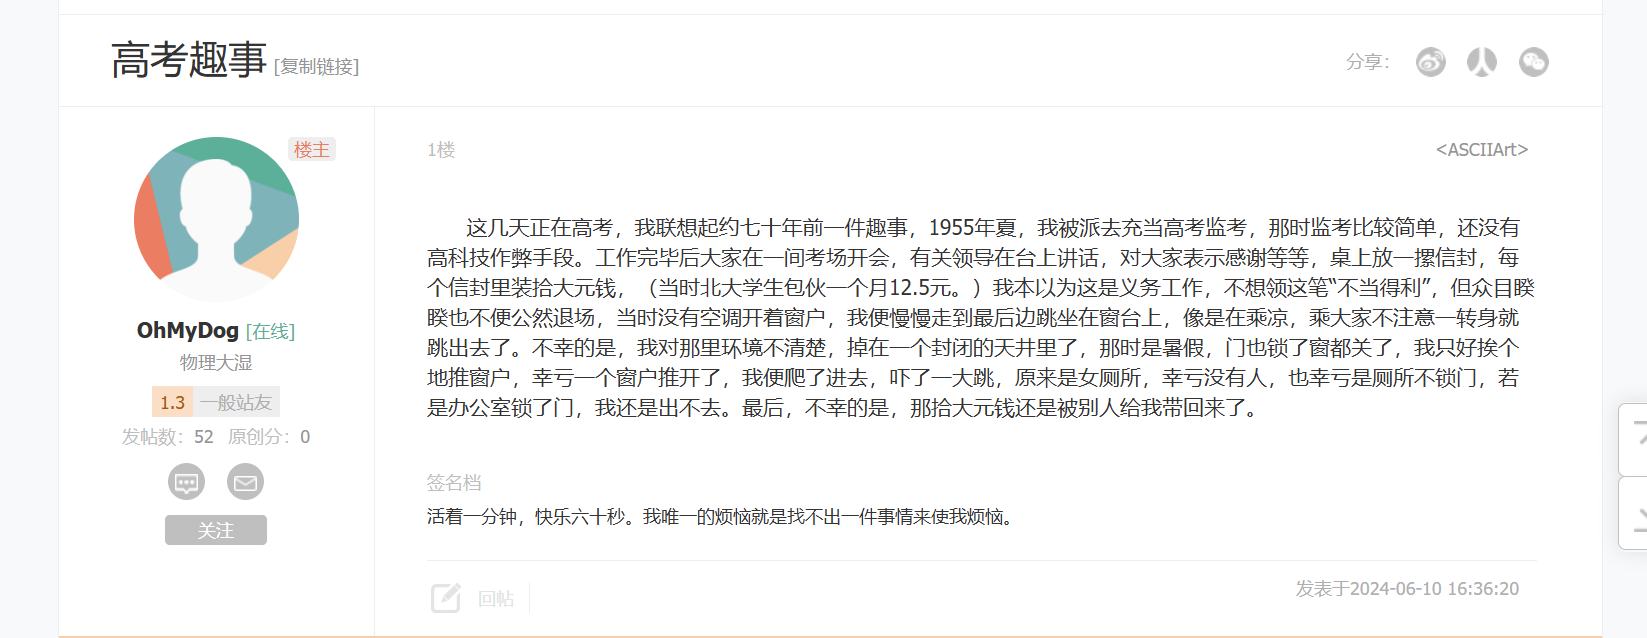 高考趣事 [复制链接]
分享：
楼主
OhMyDog [在线]
物理大湿
1.3 一般站友
发帖数：52 原创分：0
关注
1楼
<ASCIIArt>
这几天正在高考，我联想起约七十年前一件趣事，1955年夏，我被派去充当高考监考，那时监考比较简单，还没有
高科技作弊手段。工作完毕后大家在一间考场开会，有关领导在台上讲话，对大家表示感谢等等，桌上放一摞信封，每
个信封里装拾大元钱，（当时北大学生包伙一个月12.5元。）我本以为这是义务工作，不想领这笔“不当得利”，但众目睽
睽也不便公然退场，当时没有空调开着窗户，我便慢慢走到最后边跳坐在窗台上，像是在乘凉，乘大家不注意一转身就
跳出去了。不幸的是，我对那里环境不清楚，掉在一个封闭的天井里了，那时是暑假，门也锁了窗都关了，我只好挨个
地推窗户，幸亏一个窗户推开了，我便爬了进去，吓了一大跳，原来是女厕所，幸亏没有人，也幸亏是厕所不锁门，若
是办公室锁了门，我还是出不去。最后，不幸的是，那拾大元钱还是被别人给我带回来了。
签名档
活着一分钟，快乐六十秒。我唯一的烦恼就是找不出一件事情来使我烦恼。
回帖
发表于2024-06-10 16:36:20